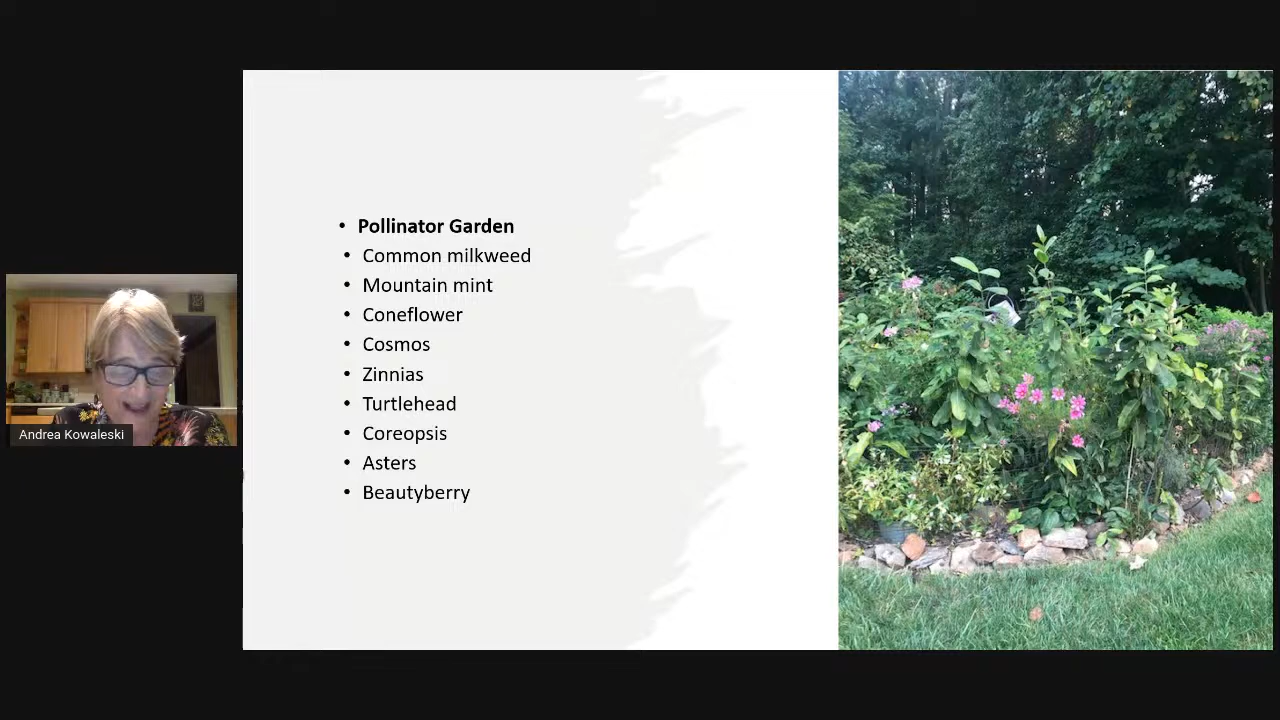 • Pollinator Garden
• Common milkweed
• Mountain mint
• Coneflower
• Cosmos
• Zinnias
• Turtlehead
• Coreopsis
• Asters
• Beautyberry
Andrea Kowaleski